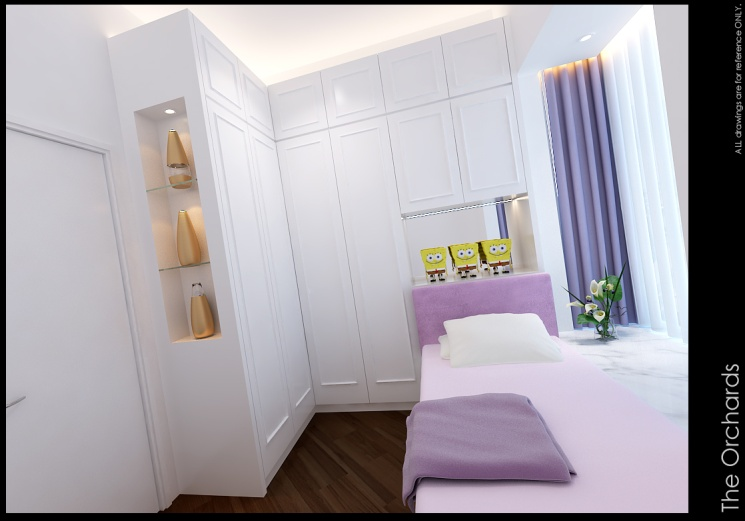 ALL drawings are for reference ONLY.
The Orchards